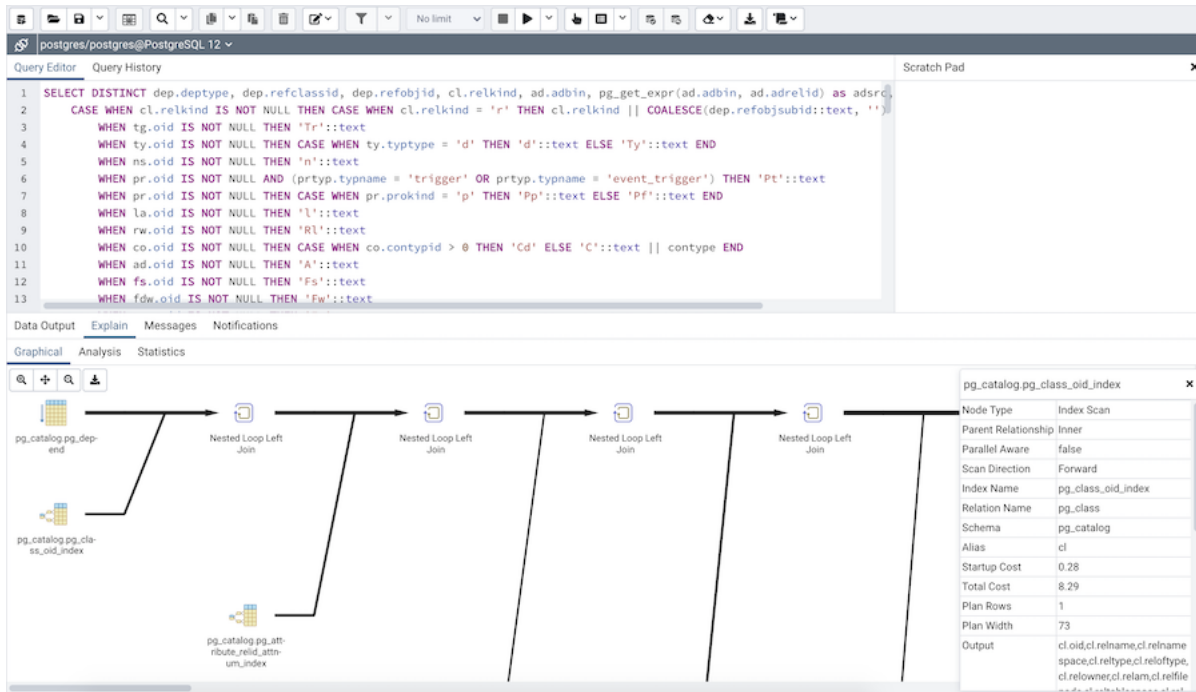 No limit
postgres/postgres@PostgreSQL 12
Query Editor Query History
Scratch Pad
1 SELECT DISTINCT dep.deptype, dep.refclassid, dep.refobjid, cl.relkind, ad.adbin, pg_get_expr(ad.adbin, ad.adrelid) as adsrc,
2 CASE WHEN cl.relkind IS NOT NULL THEN CASE WHEN cl.relkind = 'r' THEN cl.relkind || COALESCE(dep.refobjsubid::text, '')
3 WHEN tg.oid IS NOT NULL THEN 'Tr'::text
4 WHEN ty.oid IS NOT NULL THEN CASE WHEN ty.typtype = 'd' THEN 'd'::text ELSE 'Ty'::text END
5 WHEN ns.oid IS NOT NULL THEN 'n'::text
6 WHEN pr.oid IS NOT NULL AND (prtyp.typname = 'trigger' OR prtyp.typname = 'event_trigger') THEN 'Pt'::text
7 WHEN pr.oid IS NOT NULL THEN CASE WHEN pr.prokind = 'p' THEN 'Pp'::text ELSE 'Pf'::text END
8 WHEN la.oid IS NOT NULL THEN 'l'::text
9 WHEN rw.oid IS NOT NULL THEN 'Rl'::text
10 WHEN co.oid IS NOT NULL THEN CASE WHEN co.contypid > 0 THEN 'Cd' ELSE 'C'::text || contype END
11 WHEN ad.oid IS NOT NULL THEN 'A'::text
12 WHEN fs.oid IS NOT NULL THEN 'Fs'::text
13 WHEN fdw.oid IS NOT NULL THEN 'Fw'::text
Data Output Explain Messages Notifications
Graphical Analysis Statistics
pg_catalog.pg_dep-
end
Nested Loop Left
Join
Nested Loop Left
Join
Nested Loop Left
Join
Nested Loop Left
Join
pg_catalog.pg_cla-
ss_oid_index
pg_catalog.pg_att-
ribute_relid_attn-
um_index
pg_catalog.pg_class_oid_index
Node Type Index Scan
Parent Relationship Inner
Parallel Aware false
Scan Direction Forward
Index Name pg_class_oid_index
Relation Name pg_class
Schema pg_catalog
Alias cl
Startup Cost 0.28
Total Cost 8.29
Plan Rows 1
Plan Width 73
Output cl.oid,cl.relname,cl.relname
space,cl.reltype,cl.reloftype,
cl.relowner,cl.relam,cl.relfile